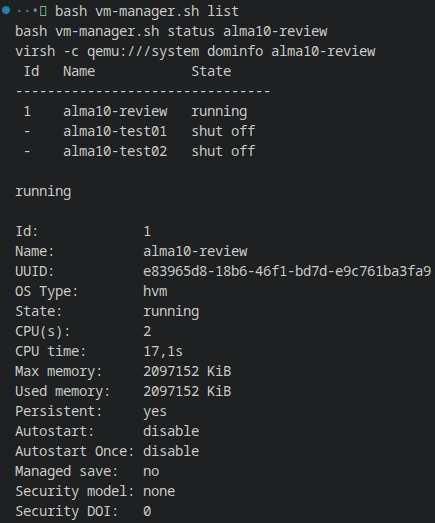 bash vm-manager.sh list
bash vm-manager.sh status alma10-review
virsh -c qemu:///system dominfo alma10-review
 Id   Name            State
--------------------------------
 1    alma10-review   running
 -    alma10-test01   shut off
 -    alma10-test02   shut off

running

Id:             1
Name:           alma10-review
UUID:           e83965d8-18b6-46f1-bd7d-e9c761ba3fa9
OS Type:        hvm
State:          running
CPU(s):         2
CPU time:       17,1s
Max memory:     2097152 KiB
Used memory:    2097152 KiB
Persistent:     yes
Autostart:      disable
Autostart Once: disable
Managed save:   no
Security model: none
Security DOI:   0